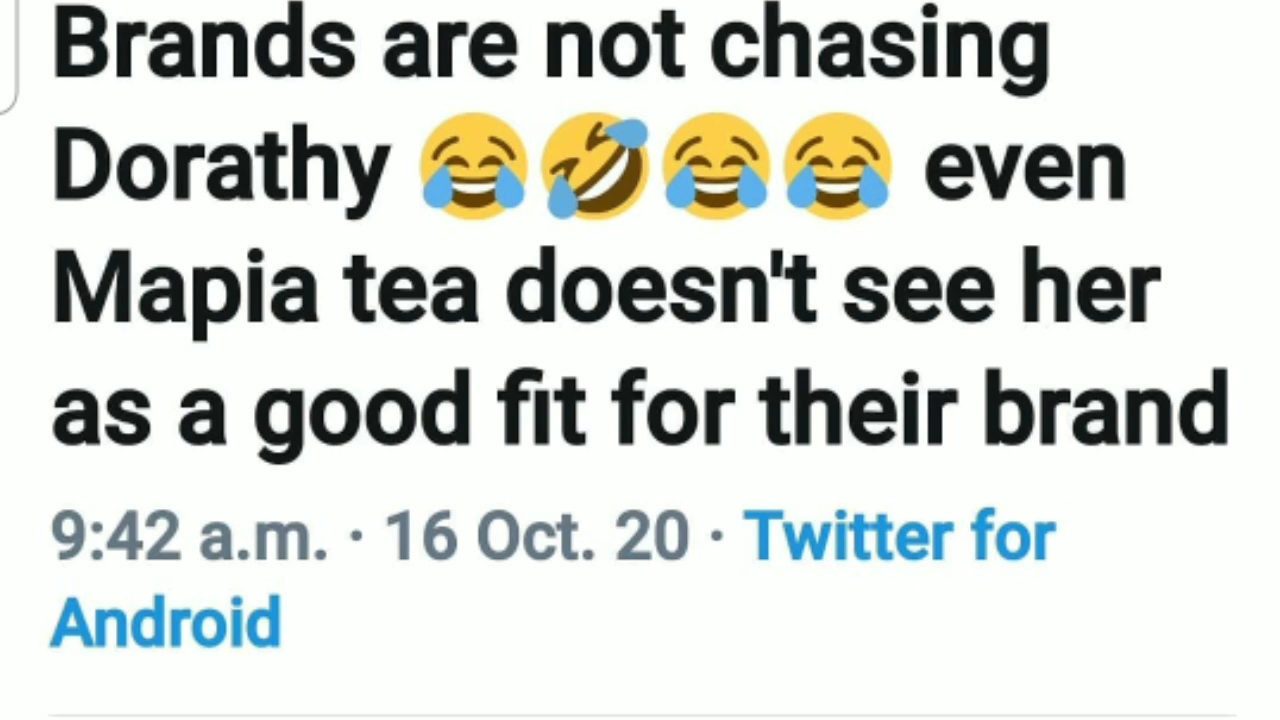 Brands are not chasing
Dorathy 😂🤣😂😂 even
Mapia tea doesn't see her
as a good fit for their brand
9:42 a.m. · 16 Oct. 20 · Twitter for
Android